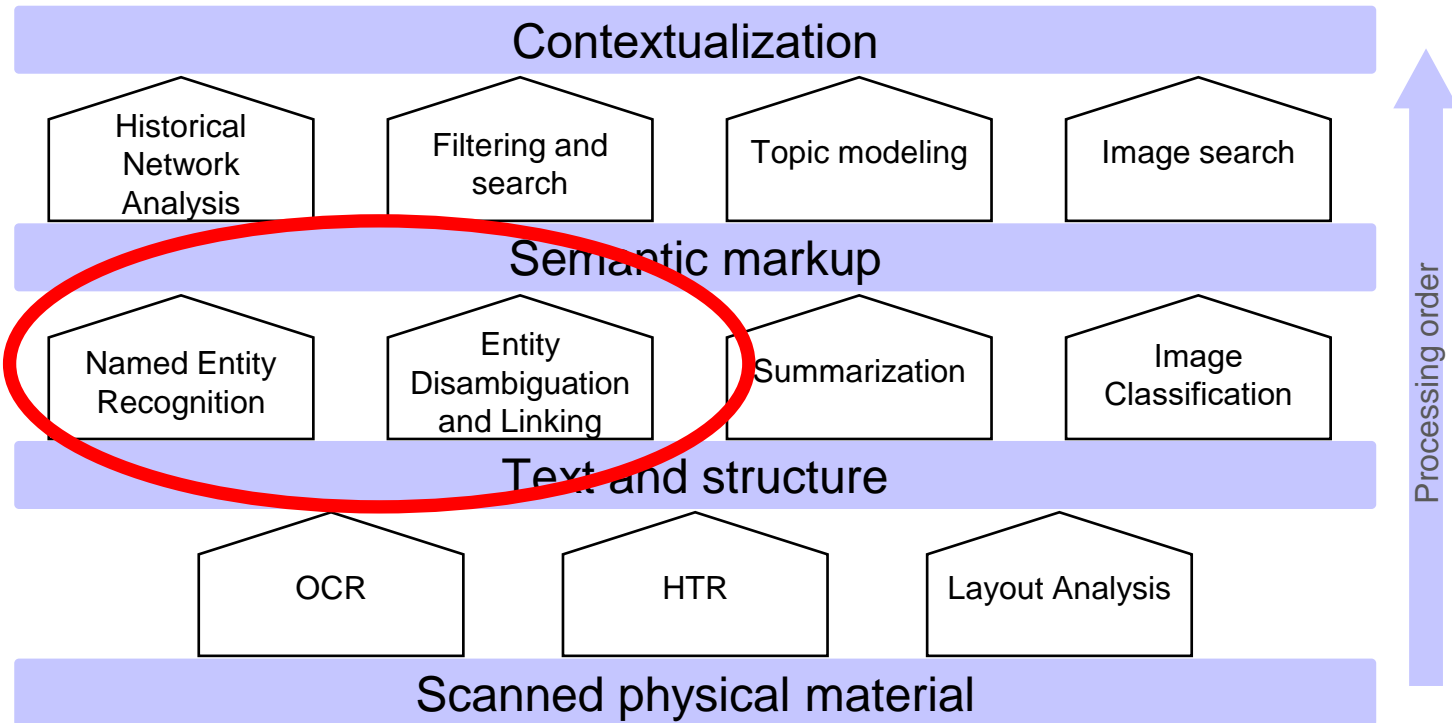 Contextualization
Historical
Network
Analysis
Filtering and
search
Topic modeling
Image search
Semantic markup
Named Entity
Recognition
Entity
Disambiguation
and Linking
Summarization
Image
Classification
Text and structure
OCR
HTR
Layout Analysis
Scanned physical material
Processing order